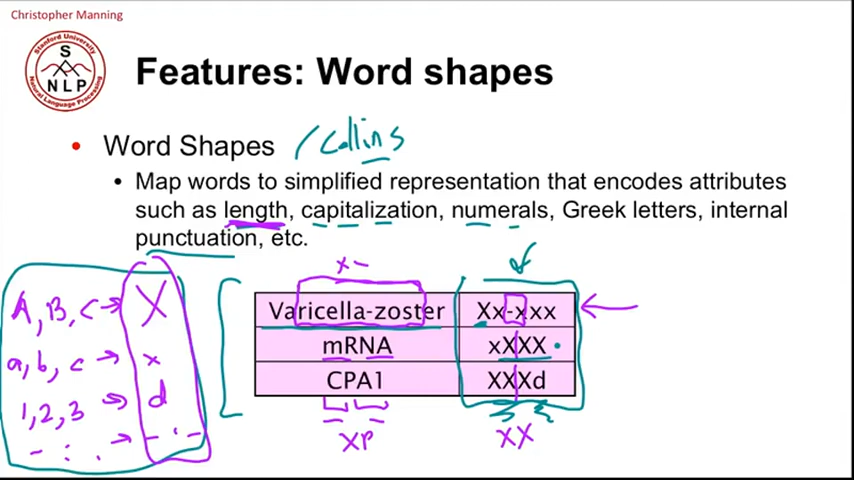 Christopher Manning
Stanford University
S
NLP
Natural Language Processing
Features: Word shapes
• Word Shapes / Collins
• Map words to simplified representation that encodes attributes
such as length, capitalization, numerals, Greek letters, internal
punctuation, etc.
x-
A, B, C → X
a, b, c → x
1, 2, 3 → d
Varicella-zoster Xx-xxx
mRNA xXXX
CPA1 XXXd
XX